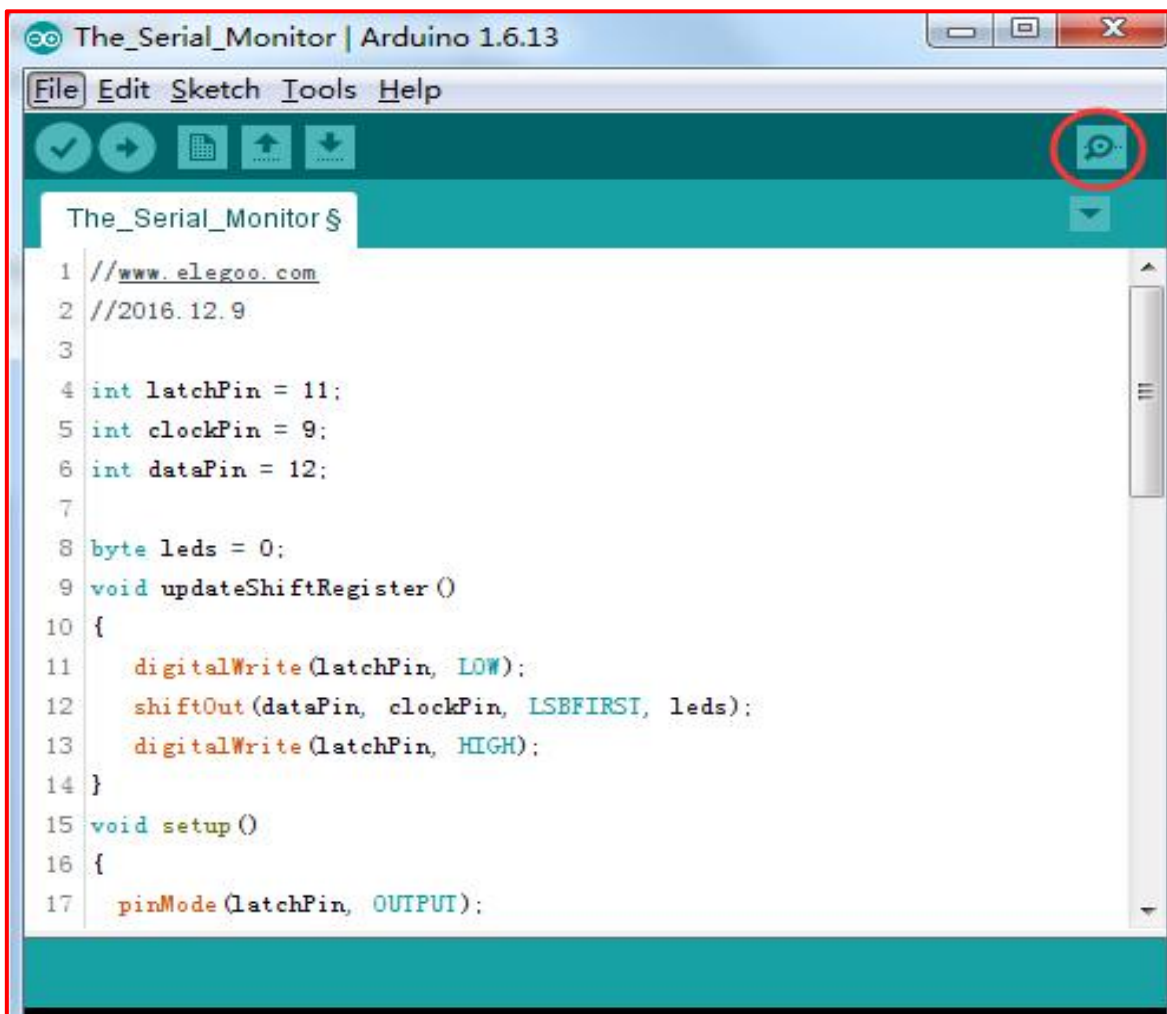 The_Serial_Monitor | Arduino 1.6.13
File Edit Sketch Tools Help
The_Serial_Monitor §
1 //www.elegoo.com
2 //2016.12.9
3
4 int latchPin = 11;
5 int clockPin = 9;
6 int dataPin = 12;
7
8 byte leds = 0;
9 void updateShiftRegister()
10 {
11 digitalWrite(latchPin, LOW);
12 shiftOut(dataPin, clockPin, LSBFIRST, leds);
13 digitalWrite(latchPin, HIGH);
14 }
15 void setup()
16 {
17 pinMode(latchPin, OUTPUT);